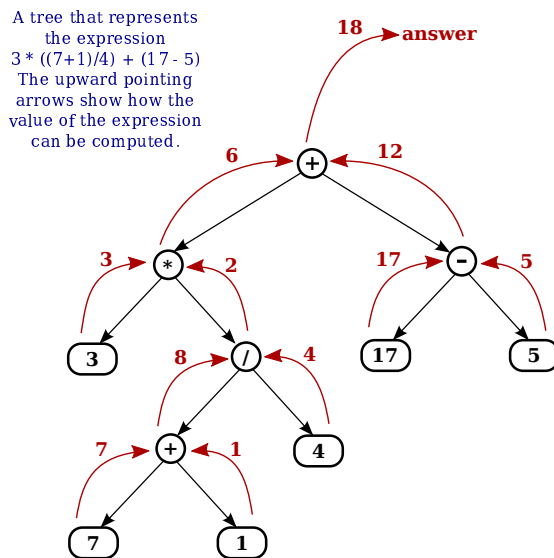 A tree that represents
the expression
3 * ((7+1)/4) + (17 - 5)
The upward pointing
arrows show how the
value of the expression
can be computed.
18
answer
6
+
12
3
*
2
17
-
5
3
8
/
4
17
5
7
+
1
4
7
1